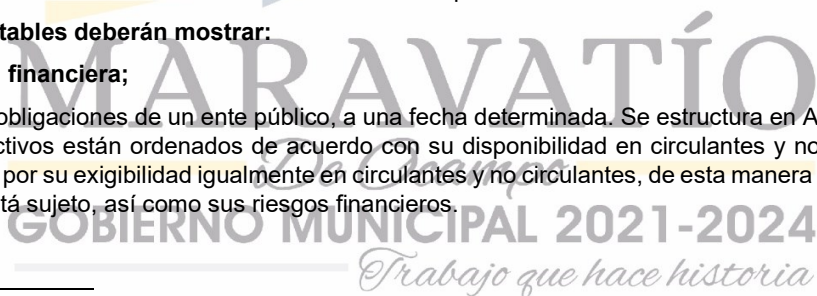 tables deberán mostrar:
MARAVATÍO
financiera;
obligaciones de un ente público, a una fecha determinada. Se estructura en A
ctivos están ordenados de acuerdo con su disponibilidad en circulantes y no
De Ocampo
por su exigibilidad igualmente en circulantes y no circulantes, de esta manera
tá sujeto, así como sus riesgos financieros.
GOBIERNO MUNICIPAL 2021-2024
Trabajo que hace historia